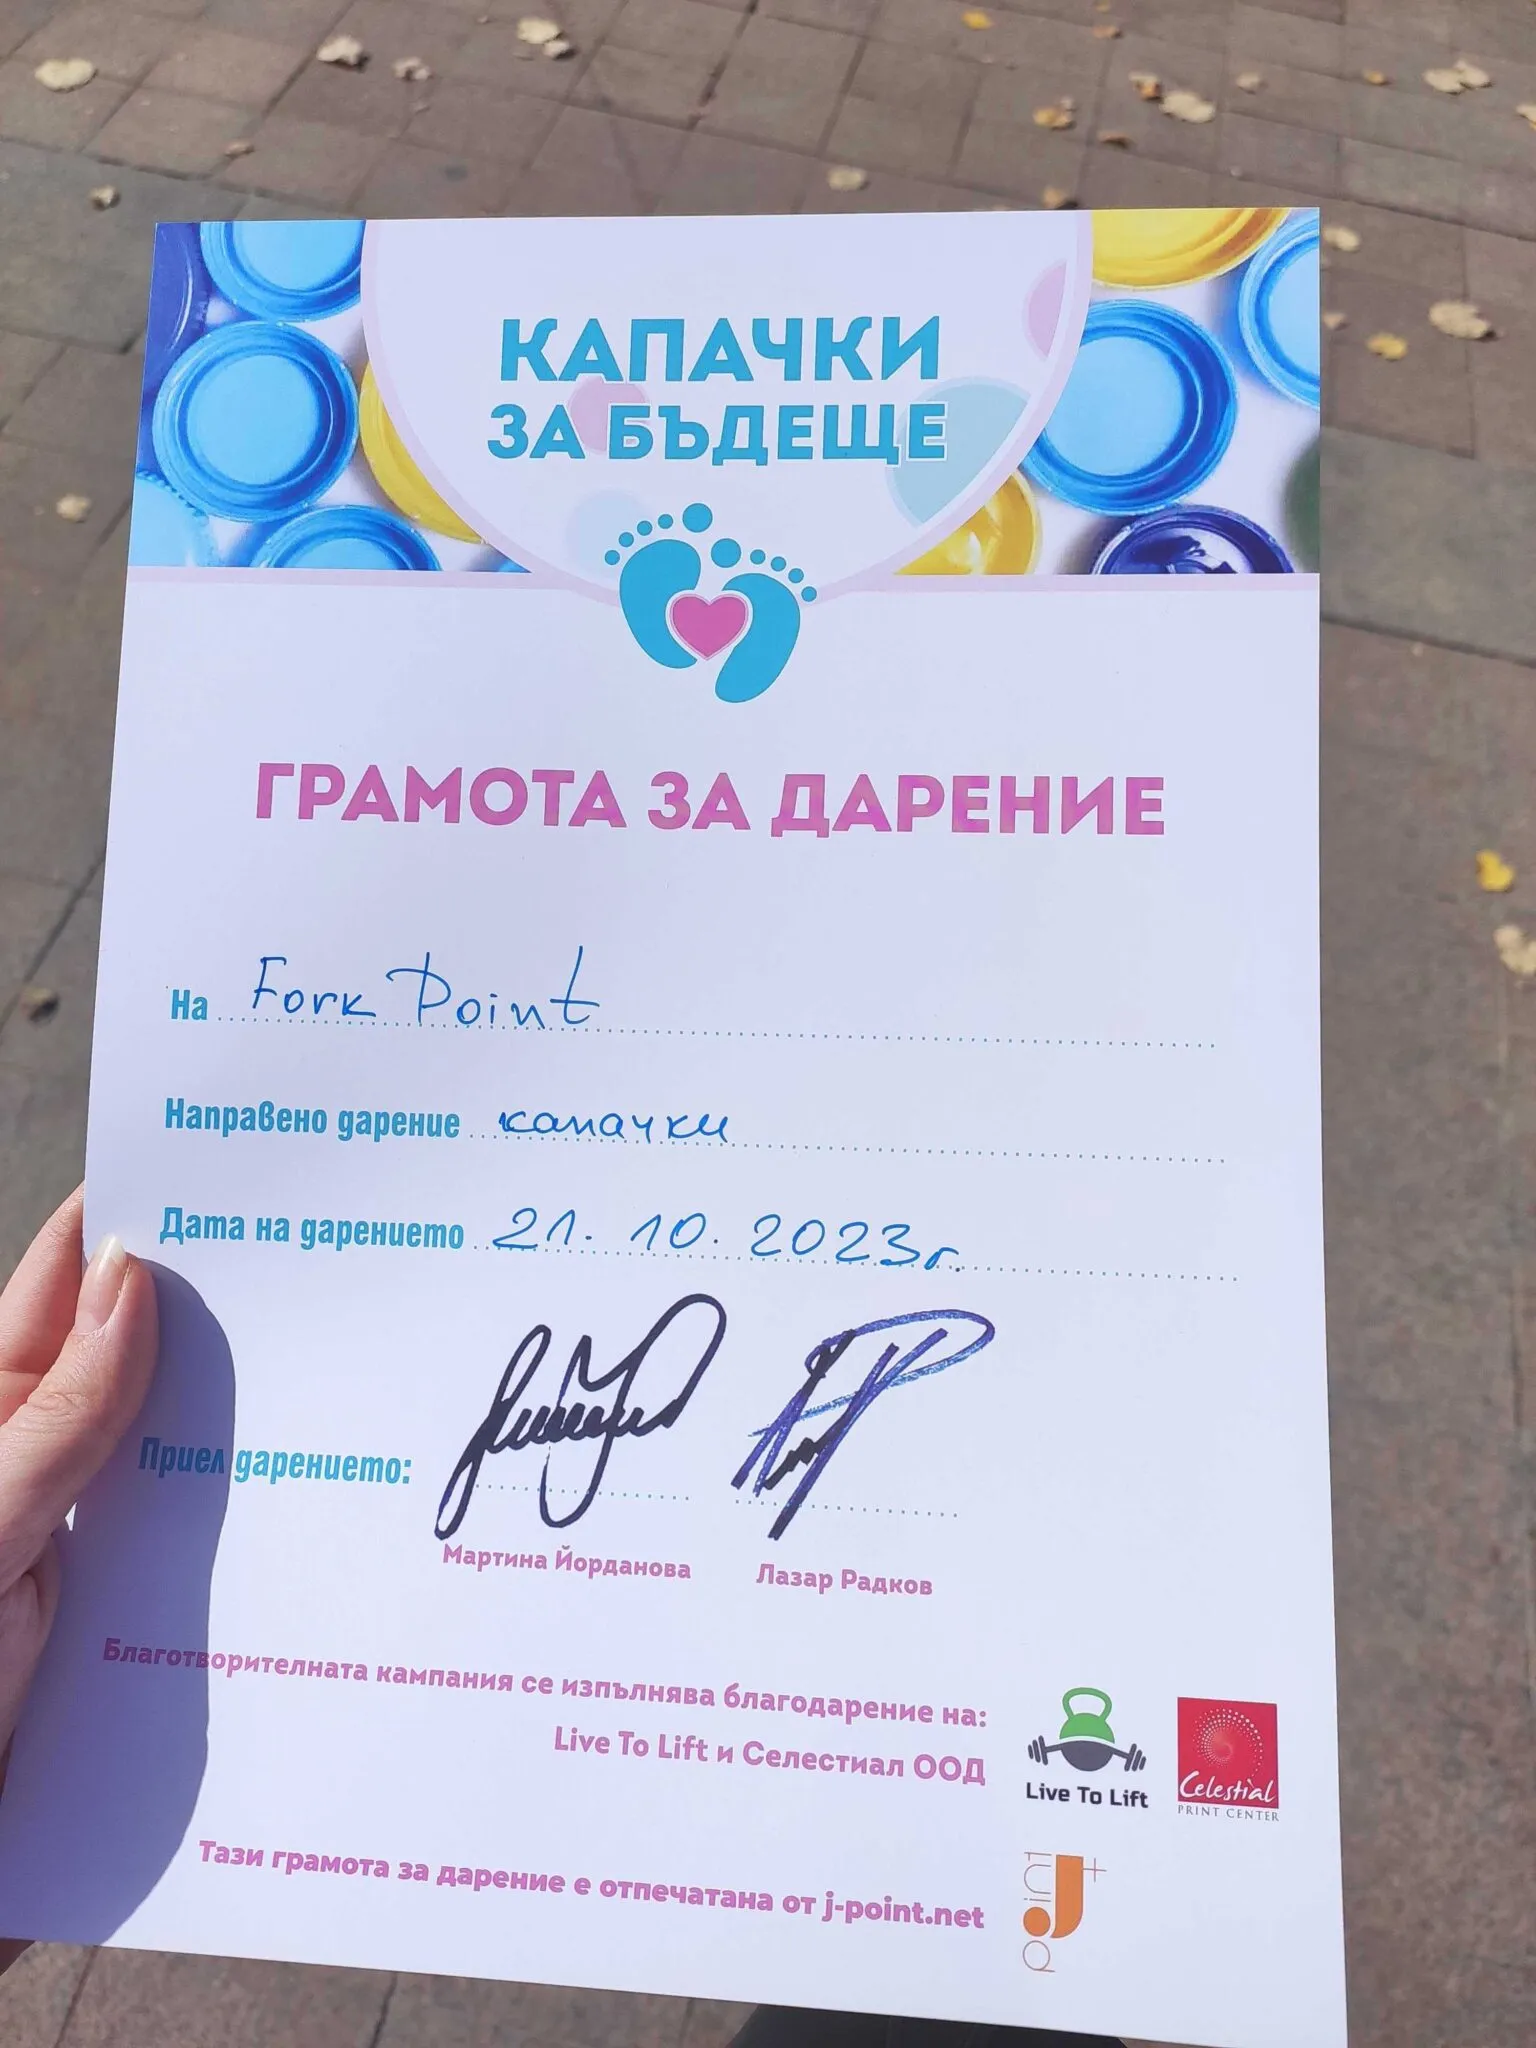 КАПАЧКИ
ЗА БЪДЕЩЕ
ГРАМОТА ЗА ДАРЕНИЕ
На Fork Point
Направено дарение капачки
Дата на дарението 21. 10. 2023г.
Приел дарението:
Мартина Йорданова Лазар Радков
Благотворителната кампания се изпълнява благодарение на:
Live To Lift и Селестиал ООД
Live To Lift
Celestial
PRINT CENTER
Тази грамота за дарение е отпечатана от j-point.net
J+ point